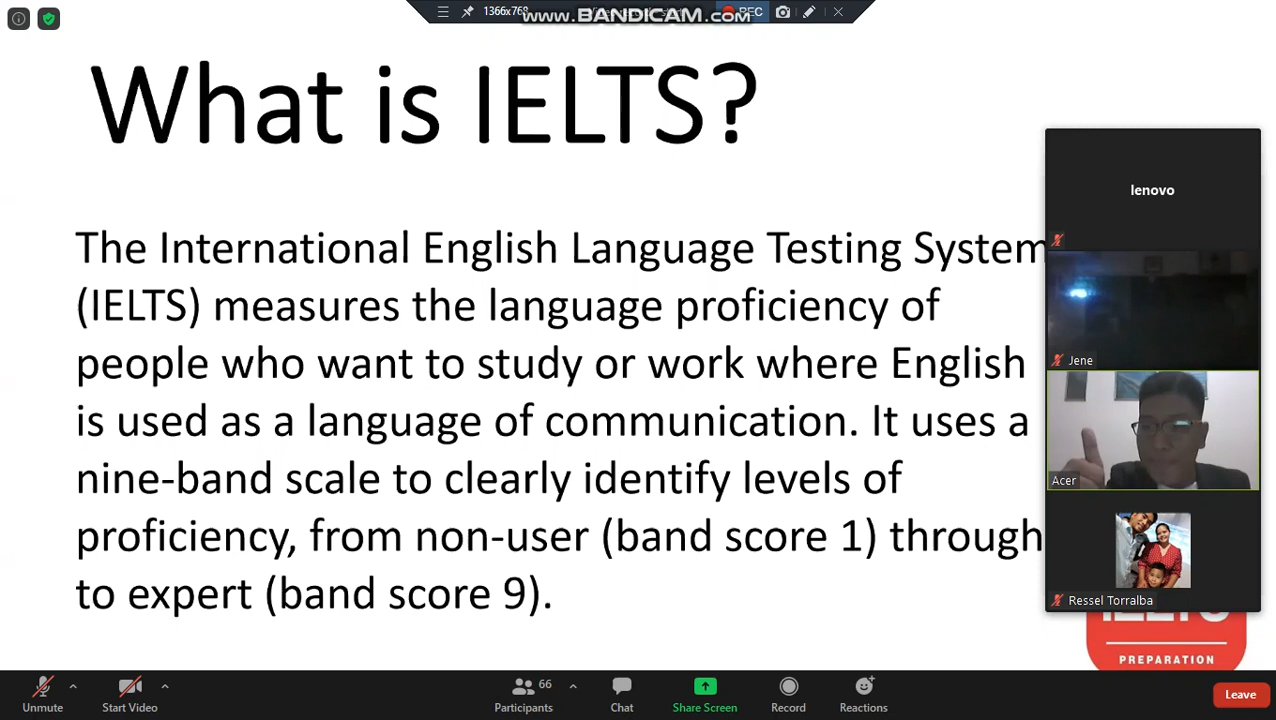 1366x768
www.BANDICAM.com
REC
What is IELTS?
The International English Language Testing System
(IELTS) measures the language proficiency of
people who want to study or work where English
is used as a language of communication. It uses a
nine-band scale to clearly identify levels of
proficiency, from non-user (band score 1) through
to expert (band score 9).
lenovo
Jene
Acer
Ressel Torralba
IELTS
PREPARATION
Unmute
Start Video
66
Participants
Chat
Share Screen
Record
Reactions
Leave